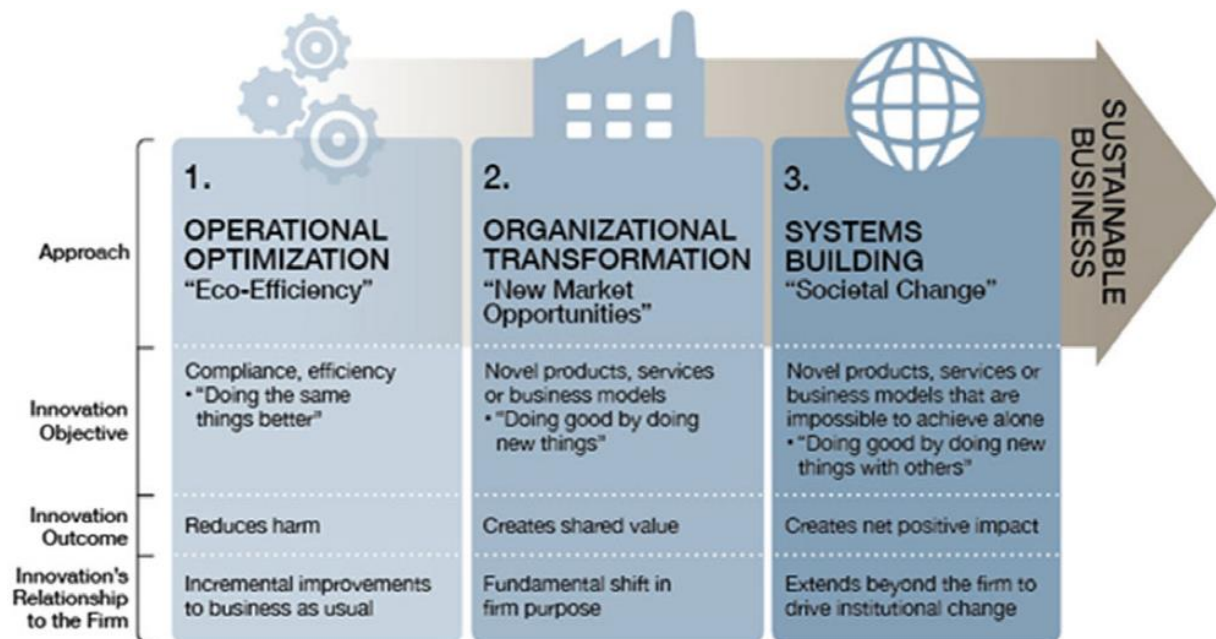 SUSTAINABLE
BUSINESS
Approach
1.
OPERATIONAL
OPTIMIZATION
"Eco-Efficiency"
2.
ORGANIZATIONAL
TRANSFORMATION
"New Market
Opportunities"
3.
SYSTEMS
BUILDING
"Societal Change"
Innovation
Objective
Compliance, efficiency
• "Doing the same
things better"
Novel products, services
or business models
• "Doing good by doing
new things"
Novel products, services or
business models that are
impossible to achieve alone
• "Doing good by doing new
things with others"
Innovation
Outcome
Reduces harm
Creates shared value
Creates net positive impact
Innovation's
Relationship
to the Firm
Incremental improvements
to business as usual
Fundamental shift in
firm purpose
Extends beyond the firm to
drive institutional change